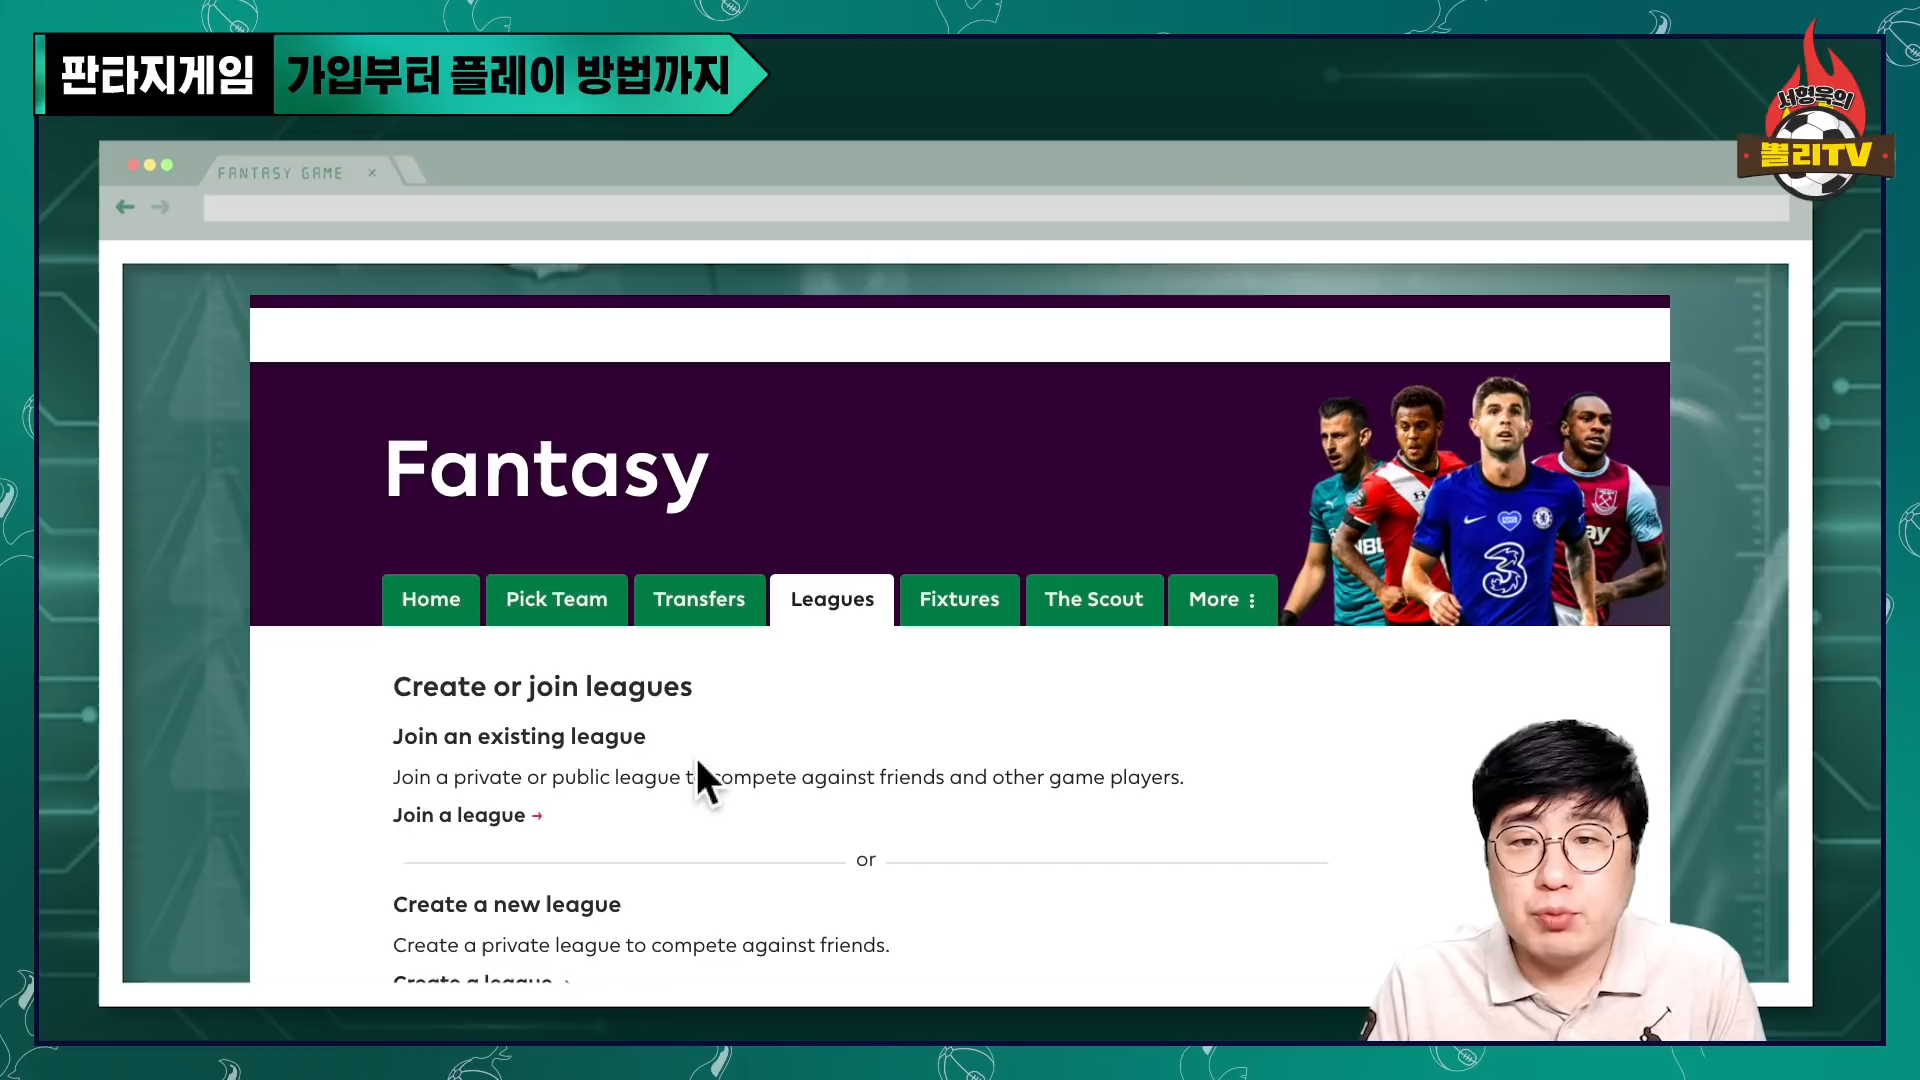 판타지게임 가입부터 플레이 방법까지
서형욱의
뽈리TV
FANTASY GAME ×
Fantasy
Home Pick Team Transfers Leagues Fixtures The Scout More
Create or join leagues
Join an existing league
Join a private or public league t compete against friends and other game players.
Join a league →
or
Create a new league
Create a private league to compete against friends.
Create a league
3